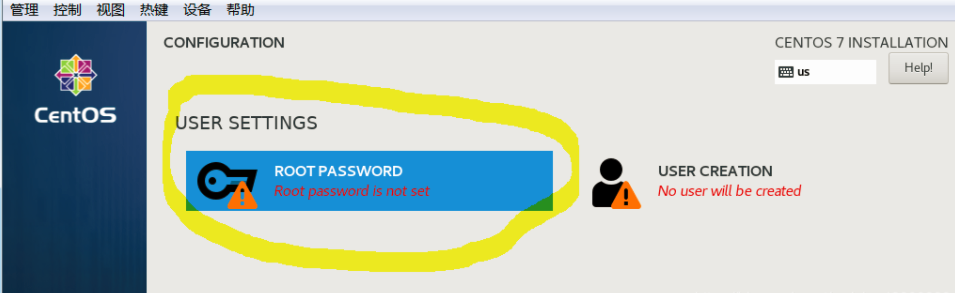 管理 控制 视图 热键 设备 帮助
CentOS
CONFIGURATION
CENTOS 7 INSTALLATION
us
Help!
USER SETTINGS
ROOT PASSWORD
Root password is not set
USER CREATION
No user will be created